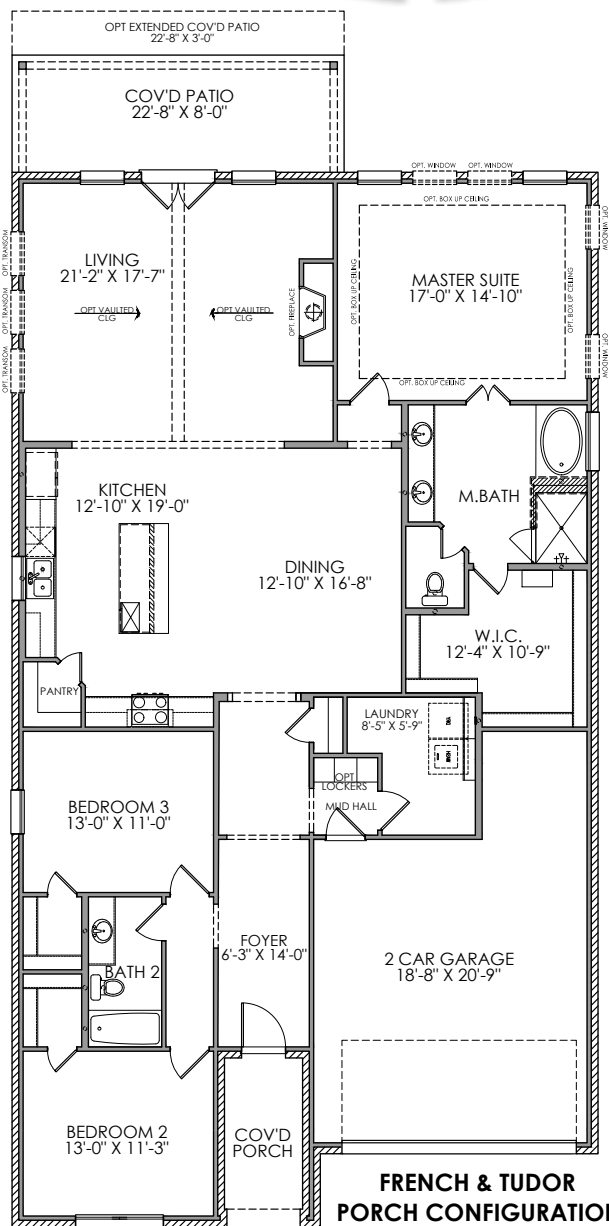 OPT EXTENDED COV'D PATIO
22'-8" X 3'-0"
COV'D PATIO
22'-8" X 8'-0"
OPT. WINDOW
OPT. WINDOW
OPT. TRANSOM
OPT. TRANSOM
OPT. TRANSOM
LIVING
21'-2" X 17'-7"
OPT VAULTED
CLG
OPT VAULTED
CLG
OPT. FIREPLACE
OPT. BOX UP CEILING
OPT. BOX UP CEILING
MASTER SUITE
17'-0" X 14'-10"
OPT. BOX UP CEILING
OPT. BOX UP CEILING
OPT. WINDOW
OPT. WINDOW
KITCHEN
12'-10" X 19'-0"
DINING
12'-10" X 16'-8"
M.BATH
W.I.C.
12'-4" X 10'-9"
PANTRY
LAUNDRY
8'-5" X 5'-9"
OPT
LOCKERS
MUD HALL
BEDROOM 3
13'-0" X 11'-0"
FOYER
6'-3" X 14'-0"
BATH 2
2 CAR GARAGE
18'-8" X 20'-9"
BEDROOM 2
13'-0" X 11'-3"
COV'D
PORCH
FRENCH & TUDOR
PORCH CONFIGURATION